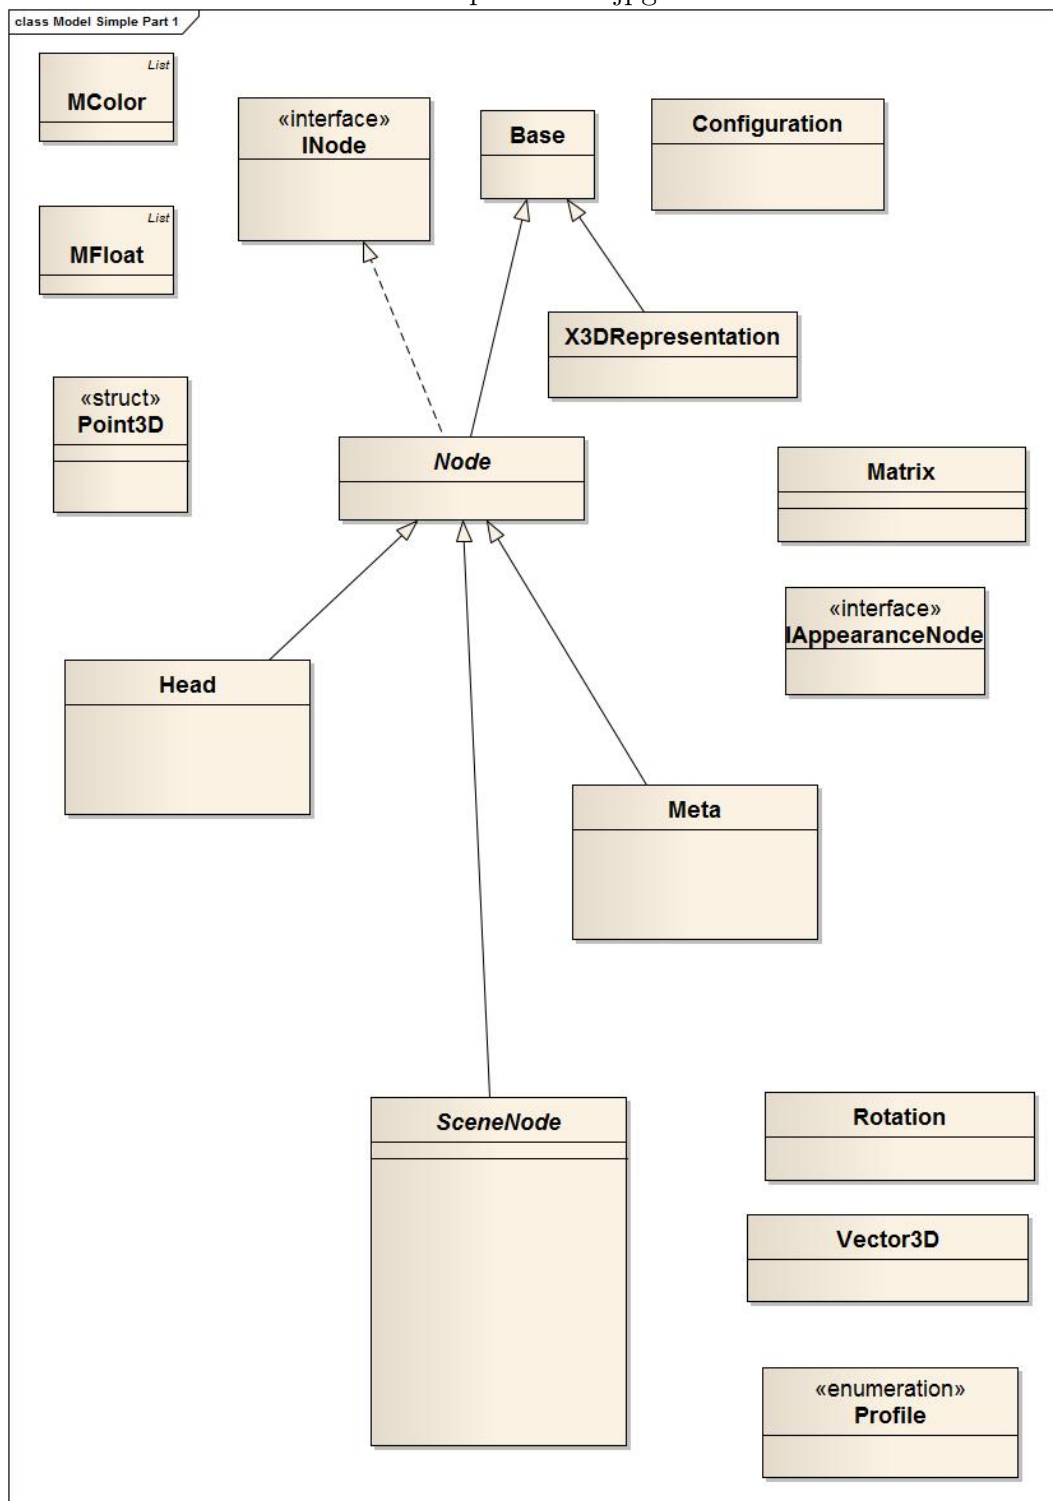 class Model Simple Part 1
List
MColor
«interface»
INode
Base
Configuration
List
MFloat
X3DRepresentation
«struct»
Point3D
Node
Matrix
«interface»
IAppearanceNode
Head
Meta
SceneNode
Rotation
Vector3D
«enumeration»
Profile